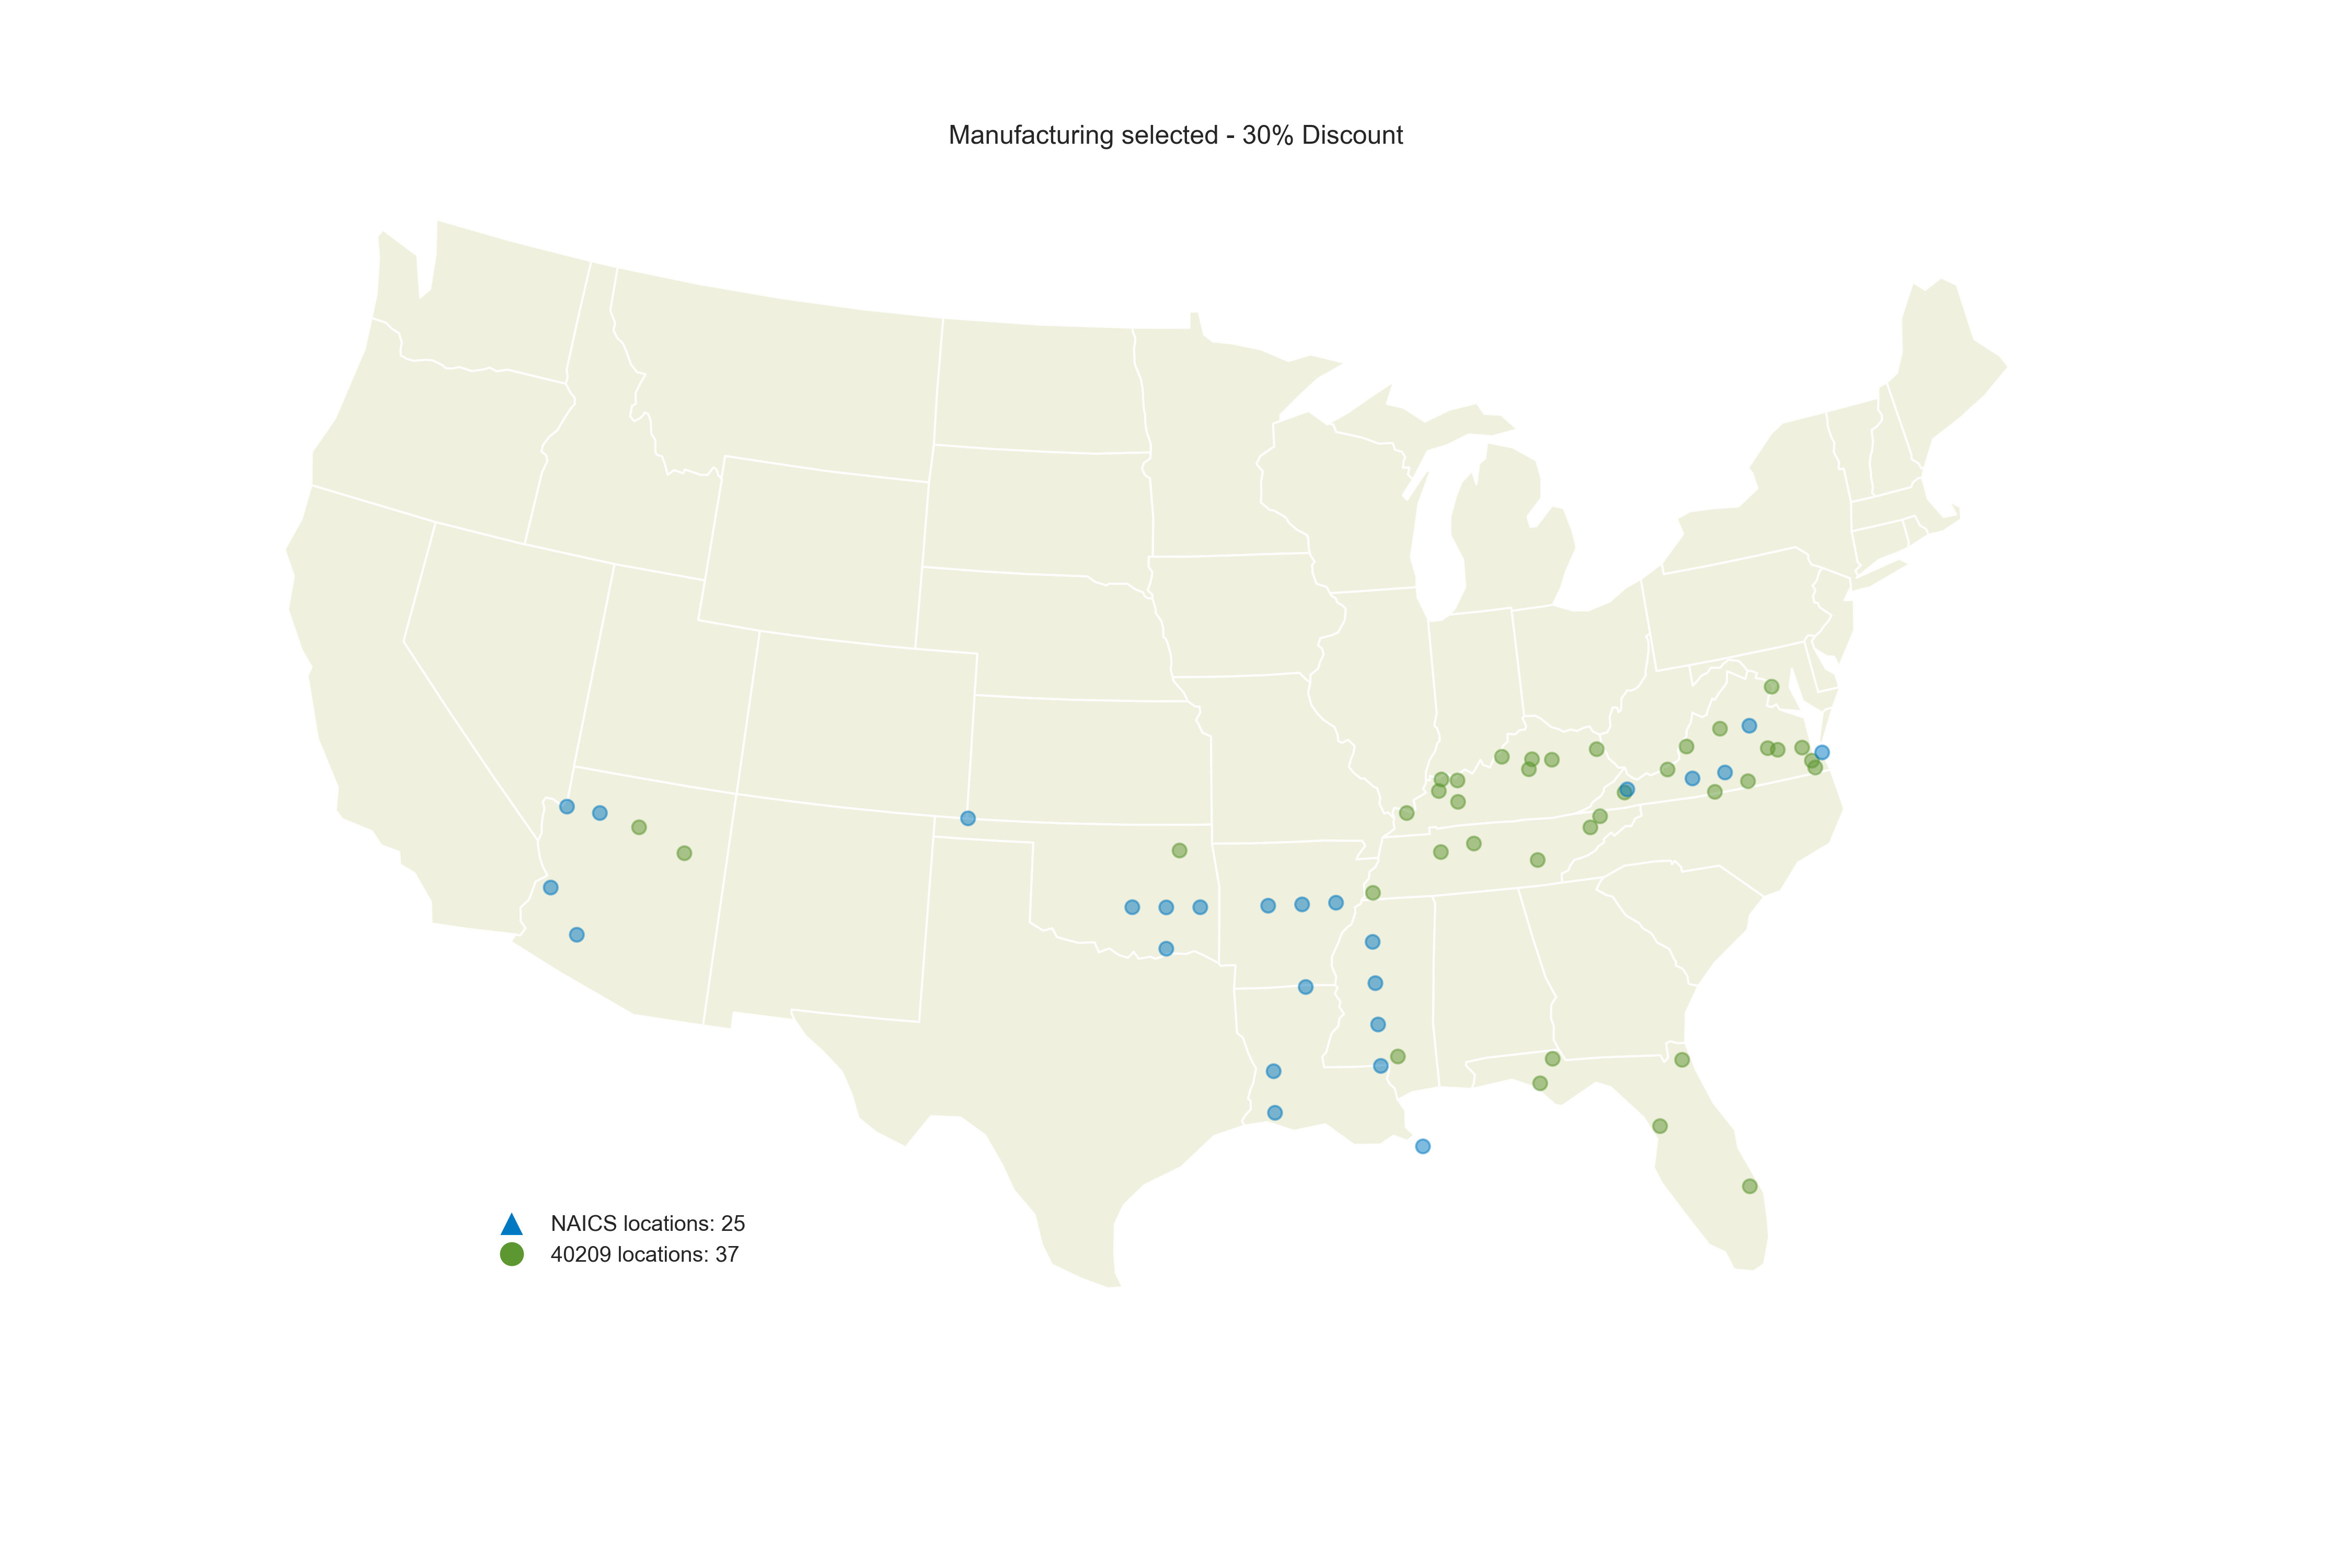 Manufacturing selected - 30% Discount
NAICS locations: 25
40209 locations: 37